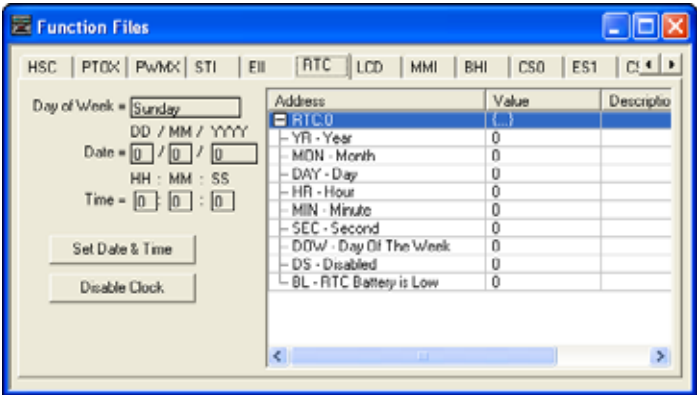 Function Files
HSC PTOX PWMX STI EII RTC LCD MMI BHI CS0 ES1
Day of Week = Sunday
DD / MM / YYYY
Date = 0 / 0 / 0
HH : MM : SS
Time = 0 : 0 : 0
Set Date & Time
Disable Clock
Address Value Descriptio
RTC:0 {...}
YR - Year 0
MON - Month 0
DAY - Day 0
HR - Hour 0
MIN - Minute 0
SEC - Second 0
DOW - Day Of The Week 0
DS - Disabled 0
BL - RTC Battery is Low 0